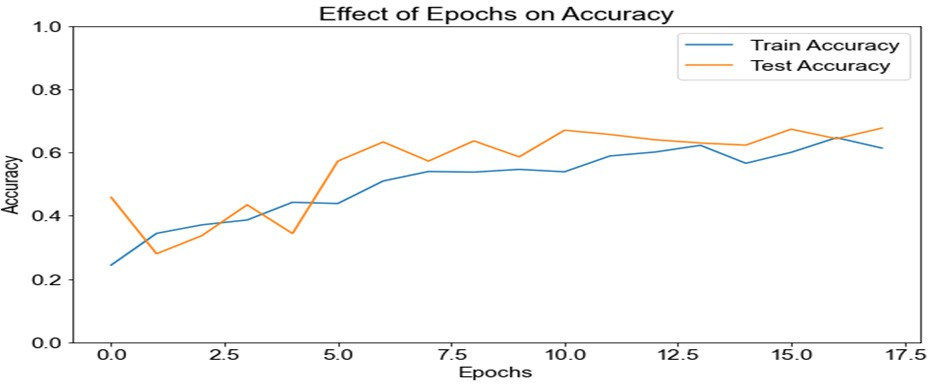 Effect of Epochs on Accuracy
1.0
Train Accuracy
Test Accuracy
0.8
0.6
Accuracy
0.4
0.2
0.0
0.0 2.5 5.0 7.5 10.0 12.5 15.0 17.5
Epochs